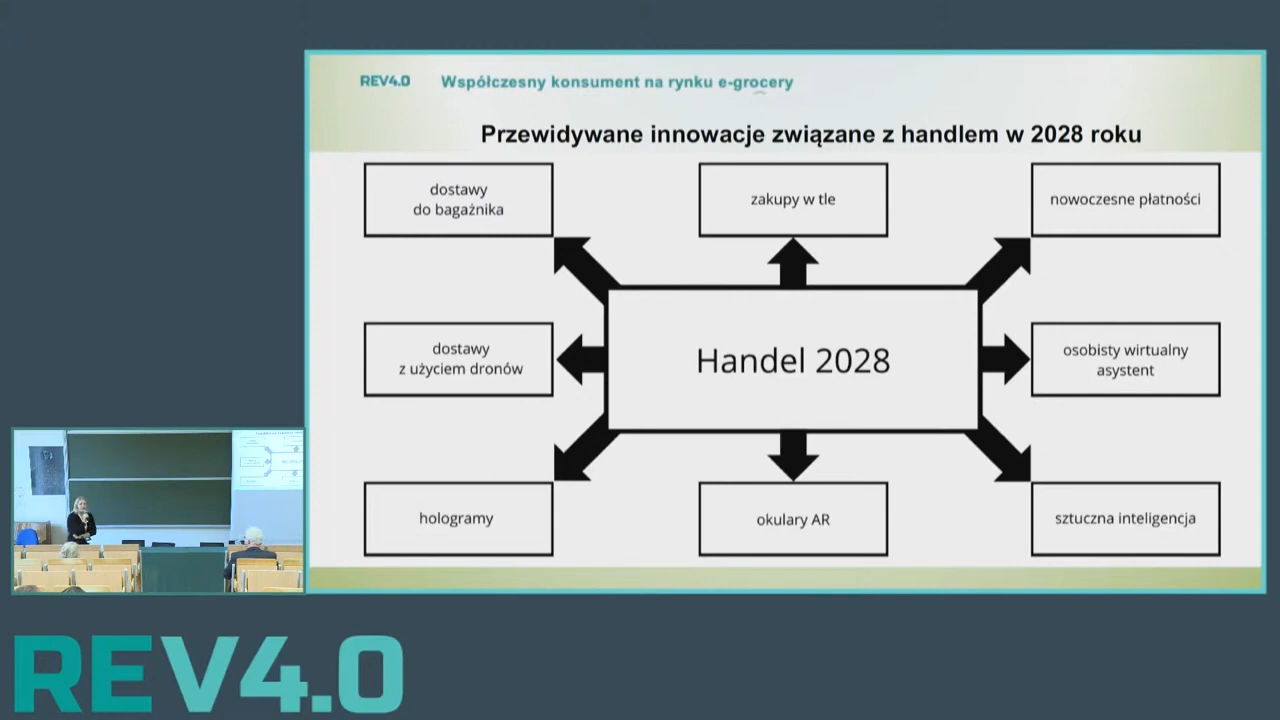 REV4.0 Współczesny konsument na rynku e-grocery
Przewidywane innowacje związane z handlem w 2028 roku
dostawy
do bagażnika
zakupy w tle
nowoczesne płatności
dostawy
z użyciem dronów
Handel 2028
osobisty wirtualny
asystent
hologramy
okulary AR
sztuczna inteligencja
REV4.0